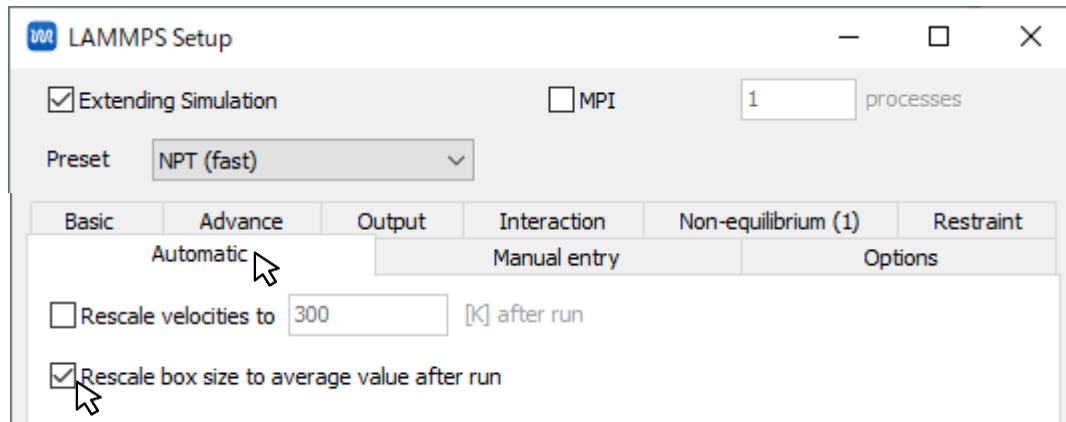 LAMMPS Setup
Extending Simulation MPI 1 processes
Preset NPT (fast)
Basic Advance Output Interaction Non-equilibrium (1) Restraint
Automatic Manual entry Options
Rescale velocities to 300 [K] after run
Rescale box size to average value after run